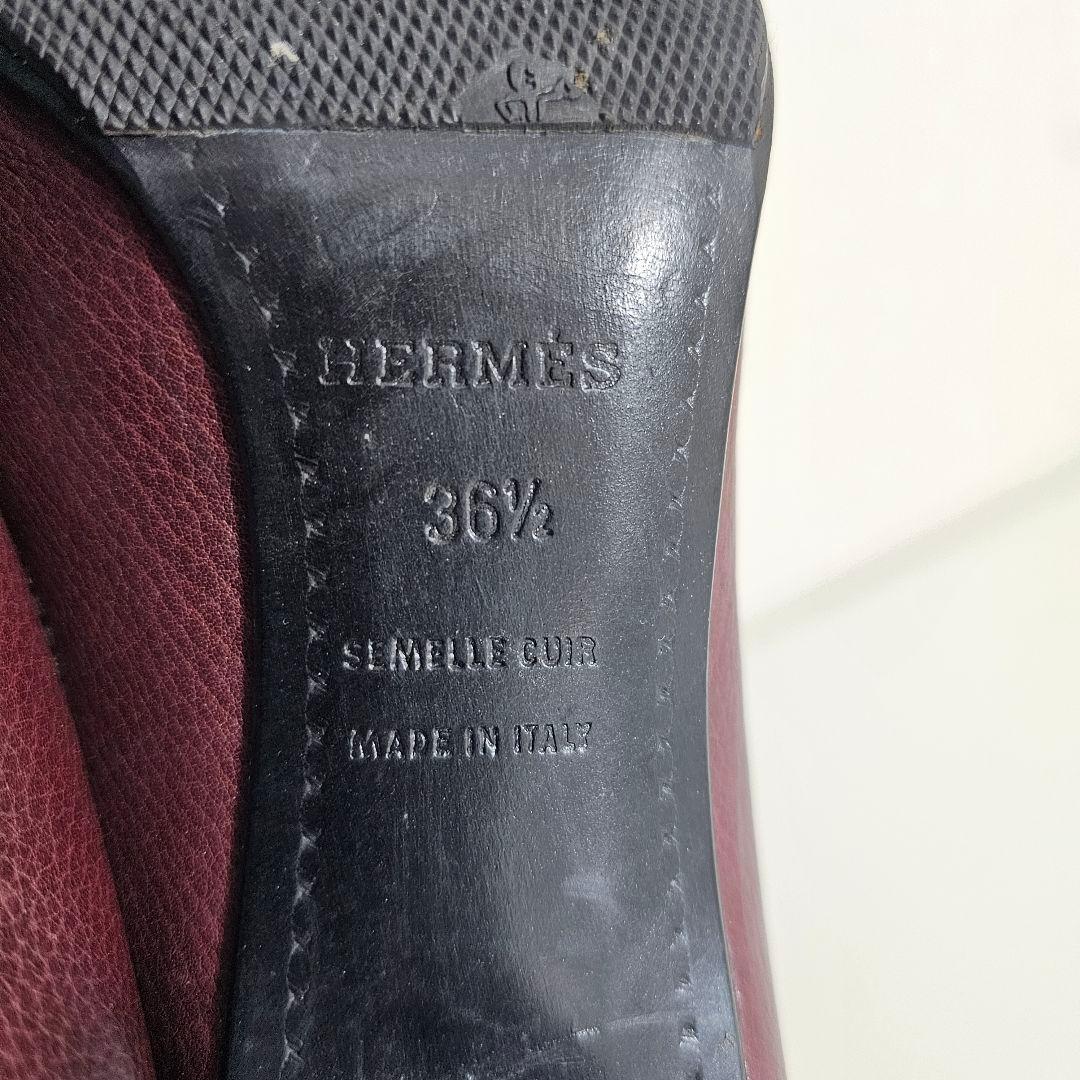 HERMÈS
36½
SEMELLE CUIR
MADE IN ITALY